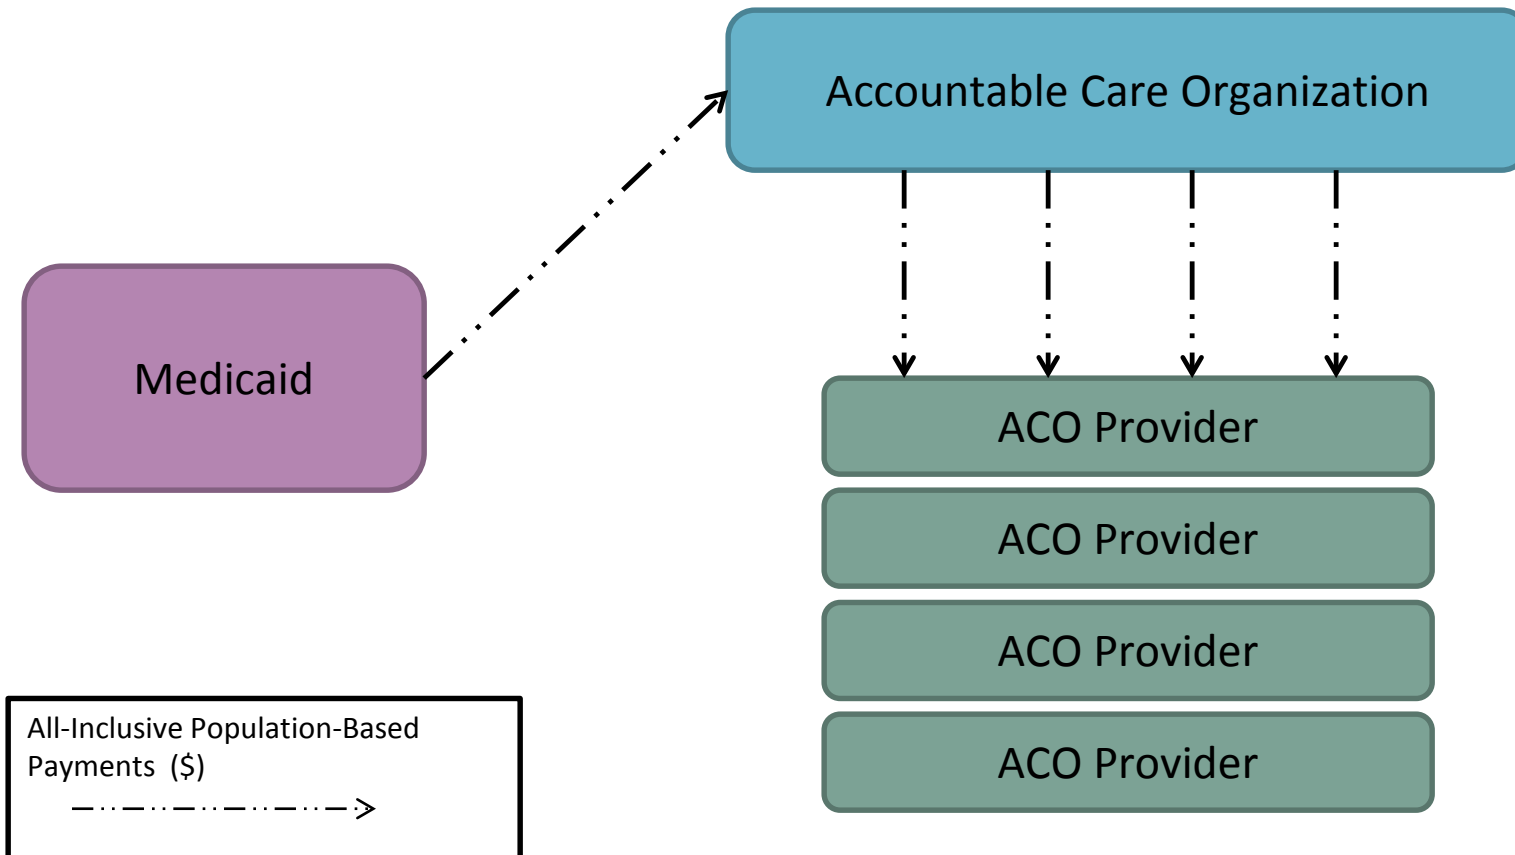 Accountable Care Organization
Medicaid
ACO Provider
ACO Provider
ACO Provider
ACO Provider
All-Inclusive Population-Based
Payments  ($)